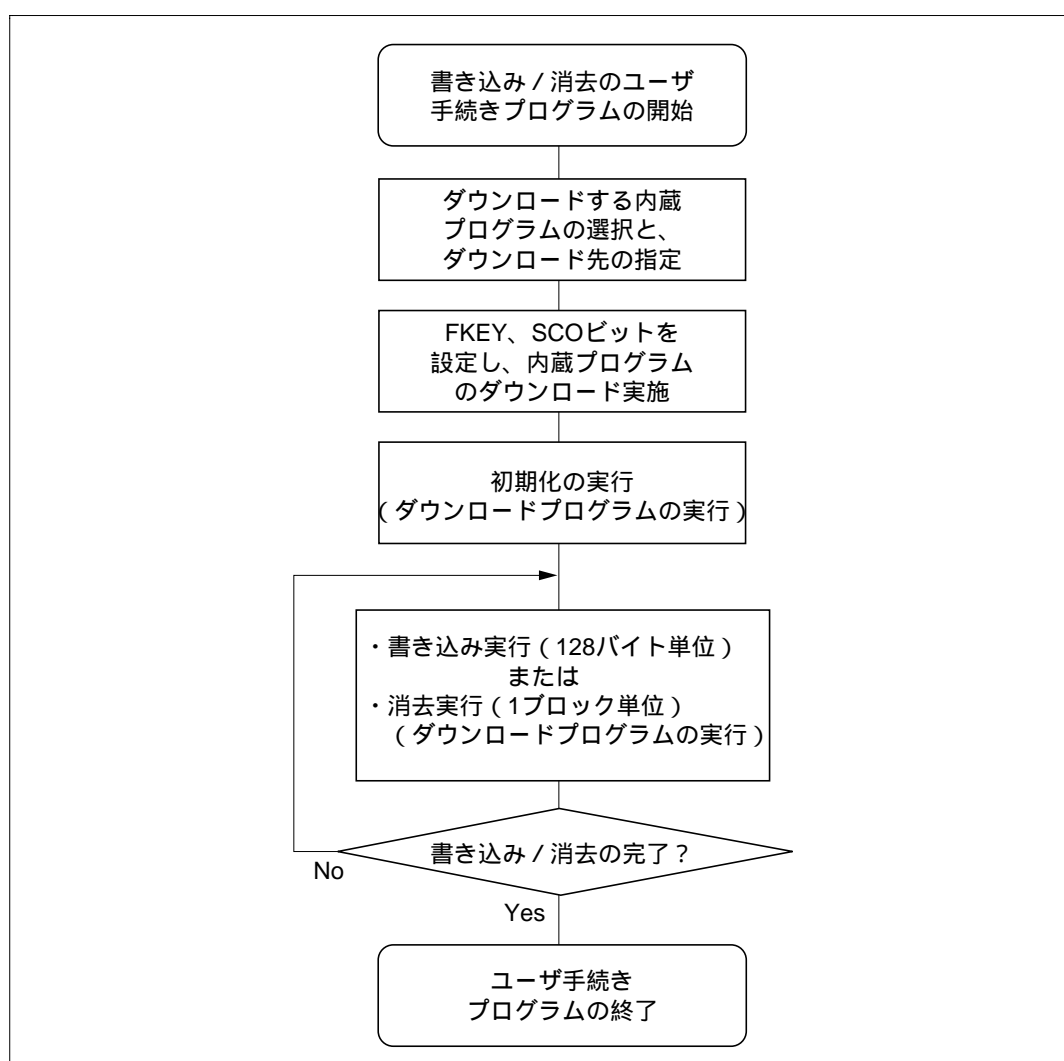 書き込み / 消去のユーザ
手続きプログラムの開始
ダウンロードする内蔵
プログラムの選択と、
ダウンロード先の指定
FKEY、SCOビットを
設定し、内蔵プログラム
のダウンロード実施
初期化の実行
(ダウンロードプログラムの実行)
・書き込み実行(128バイト単位)
または
・消去実行(1ブロック単位)
(ダウンロードプログラムの実行)
書き込み / 消去の完了?
No
Yes
ユーザ手続き
プログラムの終了